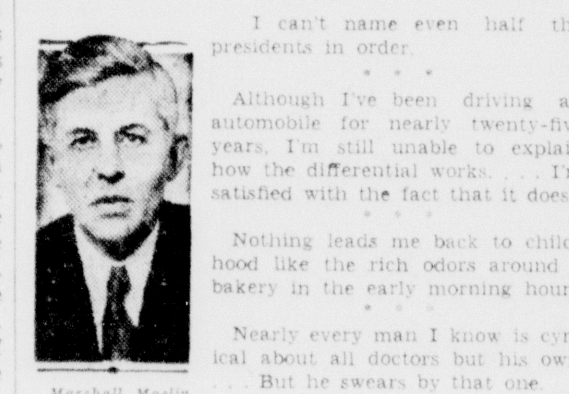 I can't name even half th
presidents in order.
* * *
Although I've been driving a
automobile for nearly twenty-fiv
years, I'm still unable to explai
how the differential works. . . . I'm
satisfied with the fact that it does
* * *
Nothing leads me back to child
hood like the rich odors around
bakery in the early morning hour
* * *
Nearly every man I know is cyn
ical about all doctors but his ow
. . . But he swears by that one.
Marshall Maslin